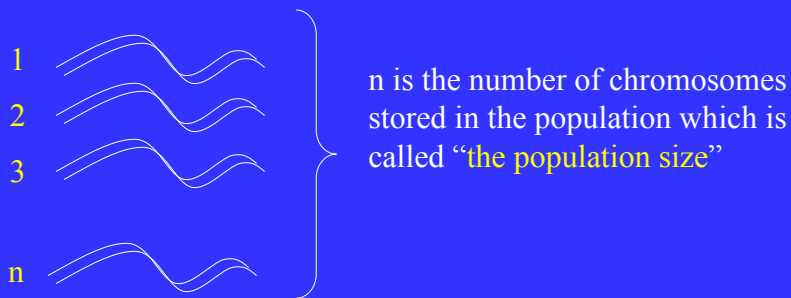 1
2
3
n
n is the number of chromosomes
stored in the population which is
called “the population size”